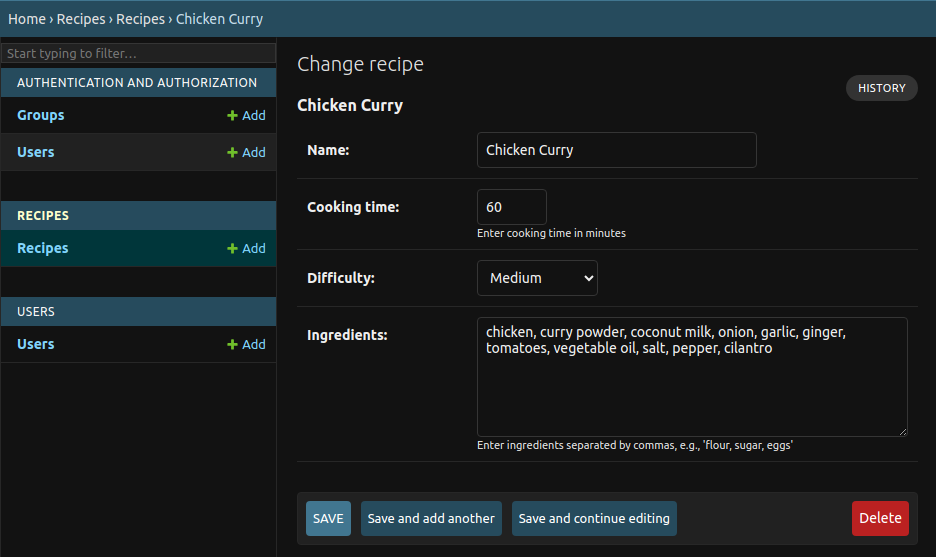 Home › Recipes › Recipes › Chicken Curry
Start typing to filter…
AUTHENTICATION AND AUTHORIZATION
Groups + Add
Users + Add
RECIPES
Recipes + Add
USERS
Users + Add
Change recipe
HISTORY
Chicken Curry
Name: Chicken Curry
Cooking time: 60
Enter cooking time in minutes
Difficulty: Medium
Ingredients: chicken, curry powder, coconut milk, onion, garlic, ginger,
tomatoes, vegetable oil, salt, pepper, cilantro
Enter ingredients separated by commas, e.g., 'flour, sugar, eggs'
SAVE Save and add another Save and continue editing Delete